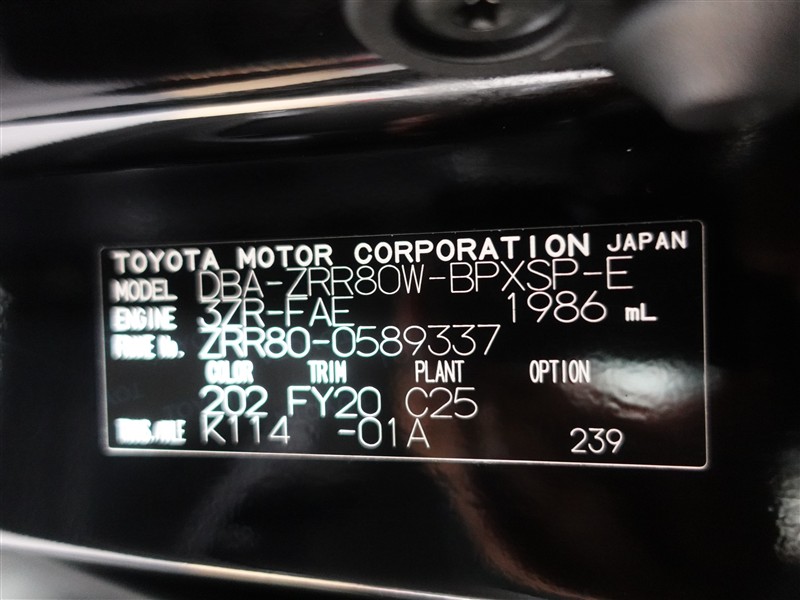 TOYOTA MOTOR CORPORATION JAPAN
MODEL DBA-ZRR80W-BPXSP-E
ENGINE 3ZR-FAE 1986 mL
FRAME No. ZRR80-0589337
COLOR TRIM PLANT OPTION
202 FY20 C25
TRANS/AXLE K114 -01A 239